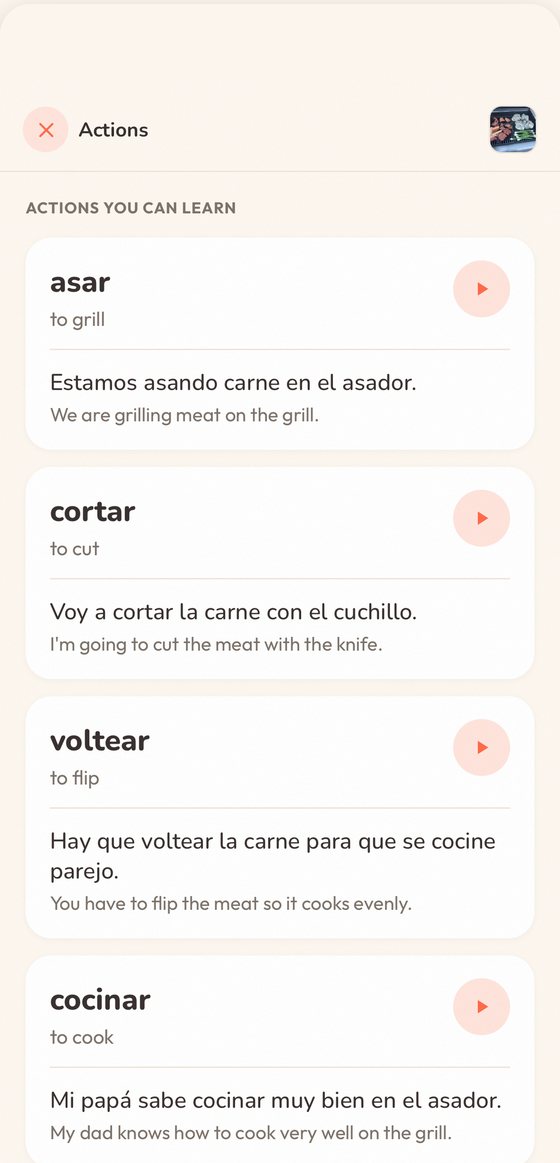 Actions
ACTIONS YOU CAN LEARN
asar
to grill
Estamos asando carne en el asador.
We are grilling meat on the grill.
cortar
to cut
Voy a cortar la carne con el cuchillo.
I'm going to cut the meat with the knife.
voltear
to flip
Hay que voltear la carne para que se cocine
parejo.
You have to flip the meat so it cooks evenly.
cocinar
to cook
Mi papá sabe cocinar muy bien en el asador.
My dad knows how to cook very well on the grill.